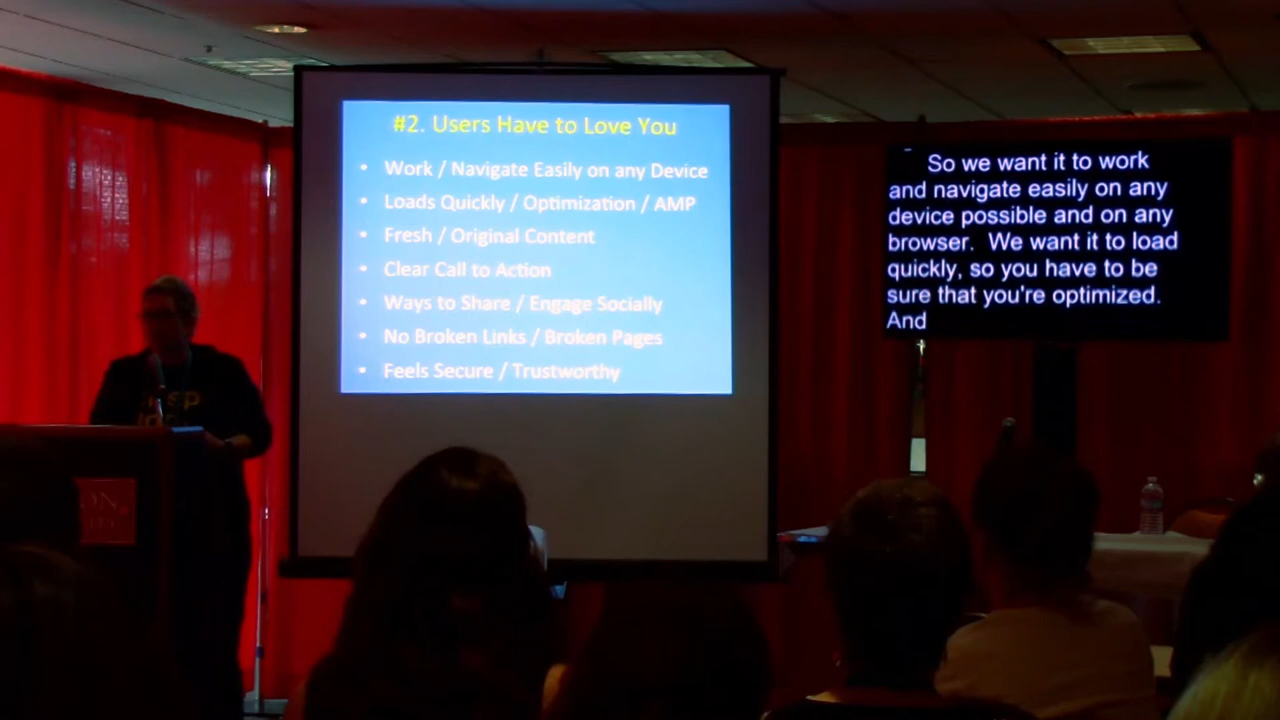 #2. Users Have to Love You
• Work / Navigate Easily on any Device
• Loads Quickly / Optimization / AMP
• Fresh / Original Content
• Clear Call to Action
• Ways to Share / Engage Socially
• No Broken Links / Broken Pages
• Feels Secure / Trustworthy
So we want it to work
and navigate easily on any
device possible and on any
browser. We want it to load
quickly, so you have to be
sure that you're optimized.
And